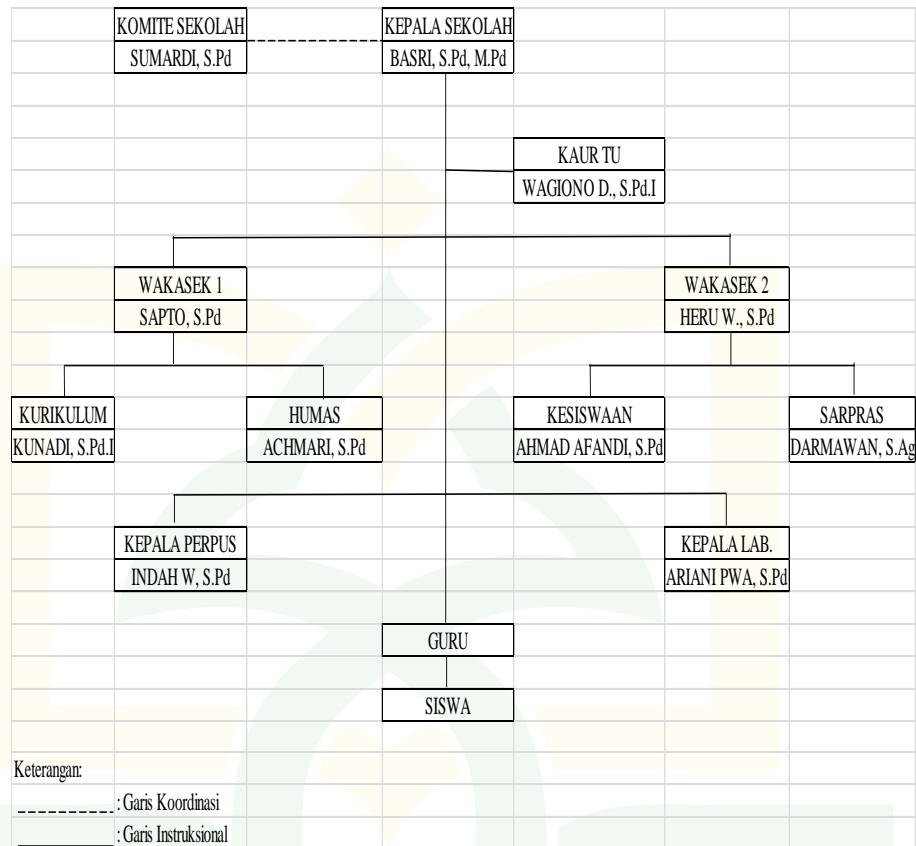 KOMITE SEKOLAH
SUMARDI, S.Pd
KEPALA SEKOLAH
BASRI, S.Pd, M.Pd
KAUR TU
WAGIONO D., S.Pd.I
WAKASEK 1
SAPTO, S.Pd
WAKASEK 2
HERU W., S.Pd
KURIKULUM
KUNADI, S.Pd.I
HUMAS
ACHMARI, S.Pd
KESISWAAN
AHMAD AFANDI, S.Pd
SARPRAS
DARMAWAN, S.Ag
KEPALA PERPUS
INDAH W, S.Pd
KEPALA LAB.
ARIANI PWA, S.Pd
GURU
SISWA
Keterangan:
: Garis Koordinasi
: Garis Instruksional